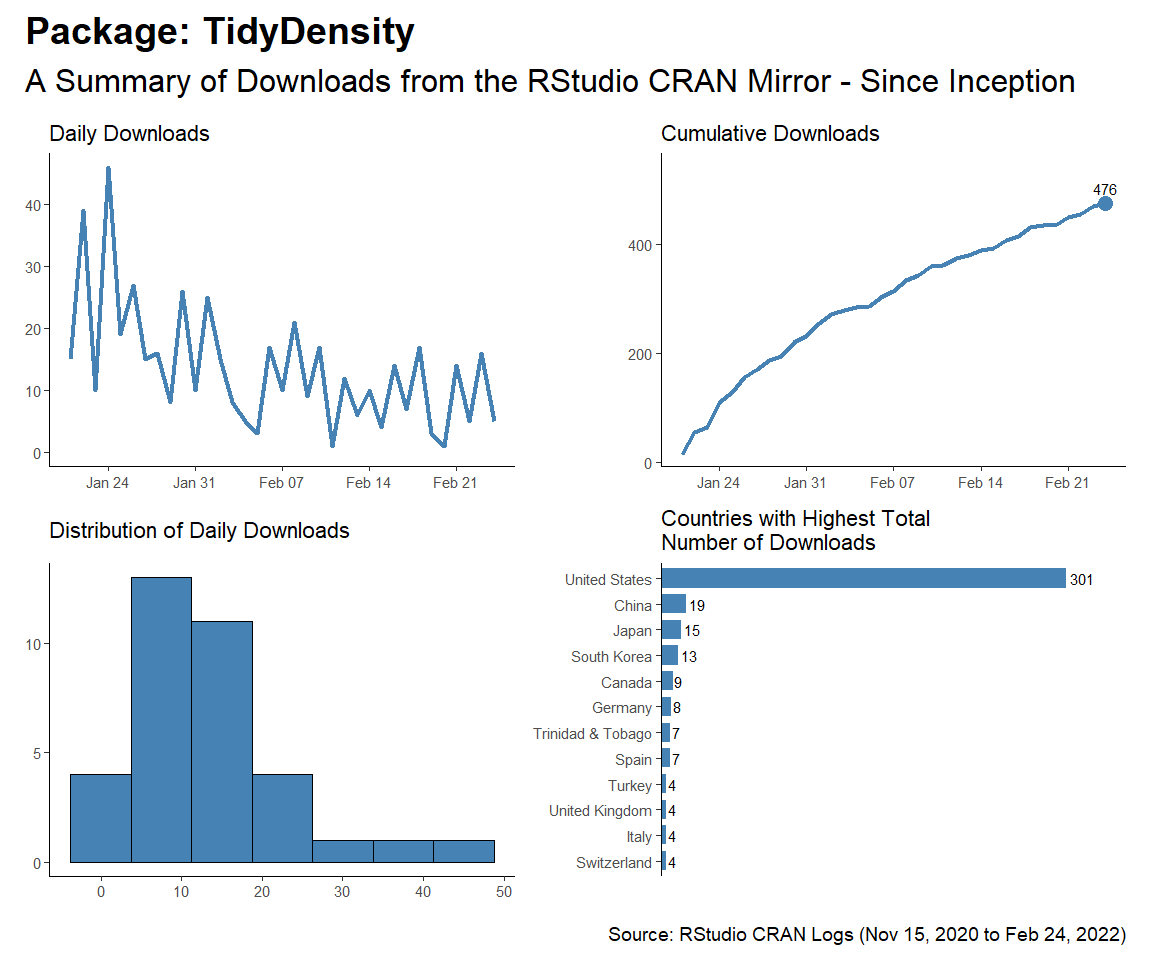 Package: TidyDensity
A Summary of Downloads from the RStudio CRAN Mirror - Since Inception
Daily Downloads
40
30
20
10
0
Jan 24 Jan 31 Feb 07 Feb 14 Feb 21
Cumulative Downloads
476
400
200
0
Jan 24 Jan 31 Feb 07 Feb 14 Feb 21
Distribution of Daily Downloads
10
5
0
0 10 20 30 40 50
Countries with Highest Total
Number of Downloads
United States 301
China 19
Japan 15
South Korea 13
Canada 9
Germany 8
Trinidad & Tobago 7
Spain 7
Turkey 4
United Kingdom 4
Italy 4
Switzerland 4
Source: RStudio CRAN Logs (Nov 15, 2020 to Feb 24, 2022)